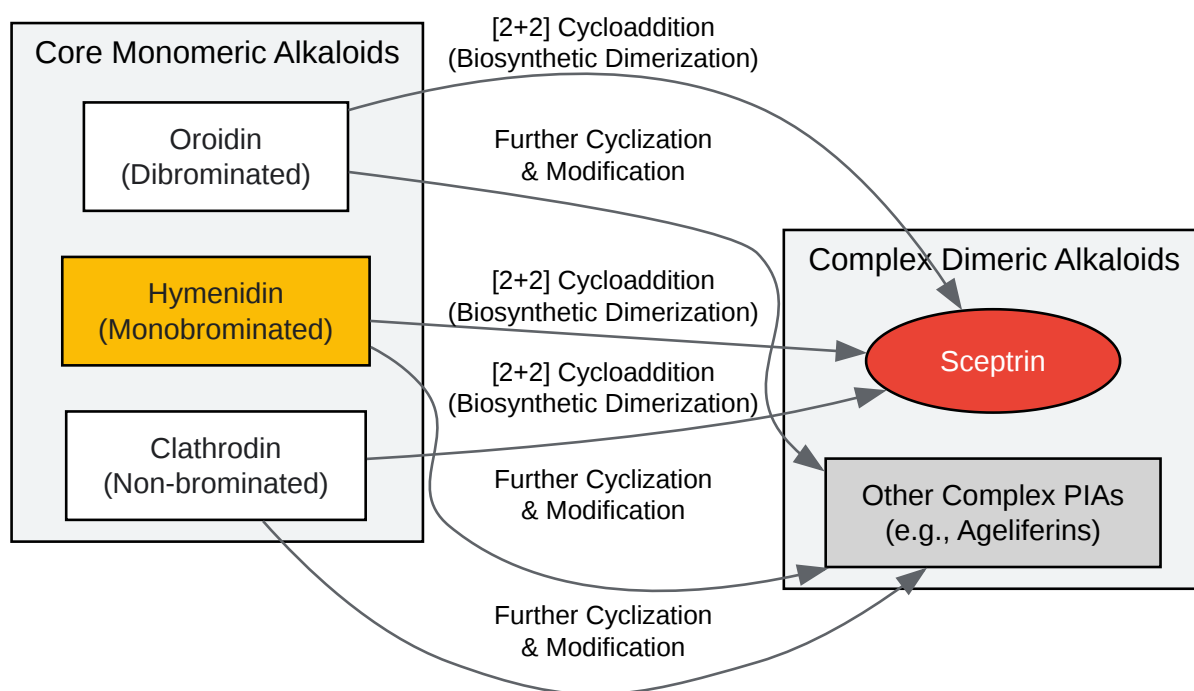 Core Monomeric Alkaloids
Oroidin
(Dibrominated)
Hymenidin
(Monobrominated)
Clathrodin
(Non-brominated)
[2+2] Cycloaddition
(Biosynthetic Dimerization)
Further Cyclization
& Modification
[2+2] Cycloaddition
(Biosynthetic Dimerization)
[2+2] Cycloaddition
(Biosynthetic Dimerization)
Further Cyclization
& Modification
Further Cyclization
& Modification
Complex Dimeric Alkaloids
Sceptrin
Other Complex PIAs
(e.g., Ageliferins)